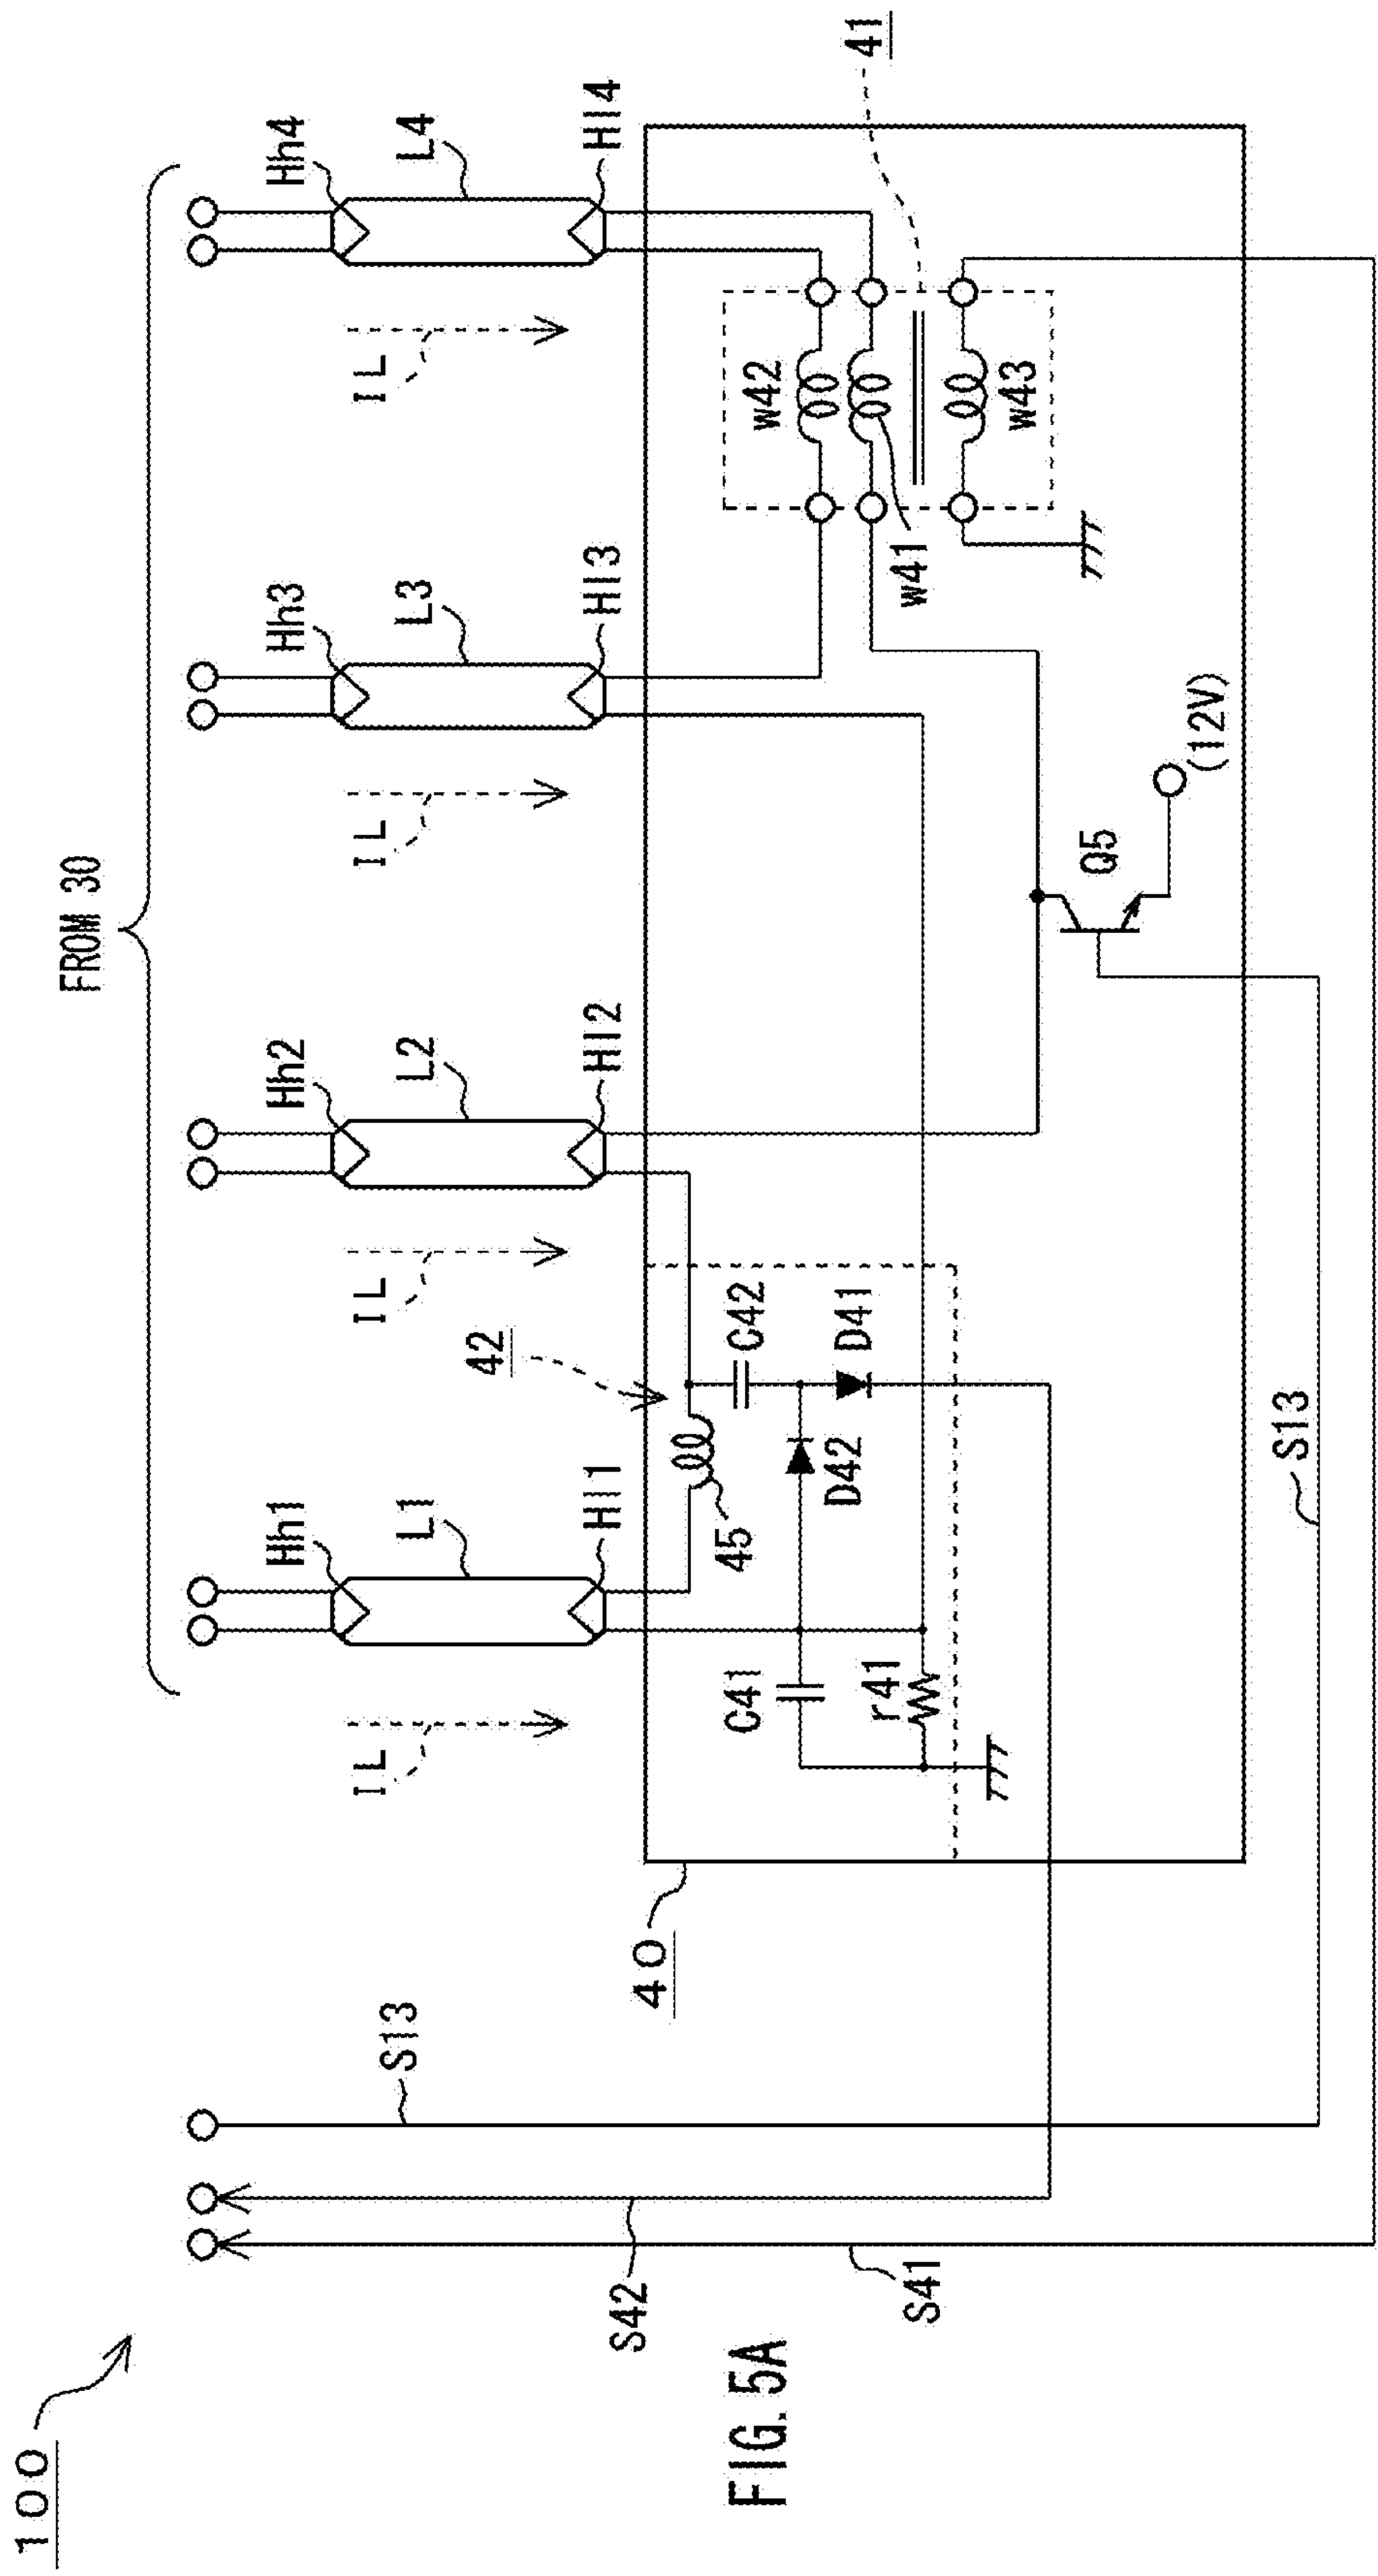 100
FROM 30
Hh1
Hh2
Hh3
Hh4
L1
L2
L3
L4
IL
IL
IL
IL
Hl1
Hl2
Hl3
Hl4
S13
42
41
40
45
C42
w42
C41
D42
D41
r41
w41
w43
Q5
(12V)
S42
S13
S41
FIG. 5A